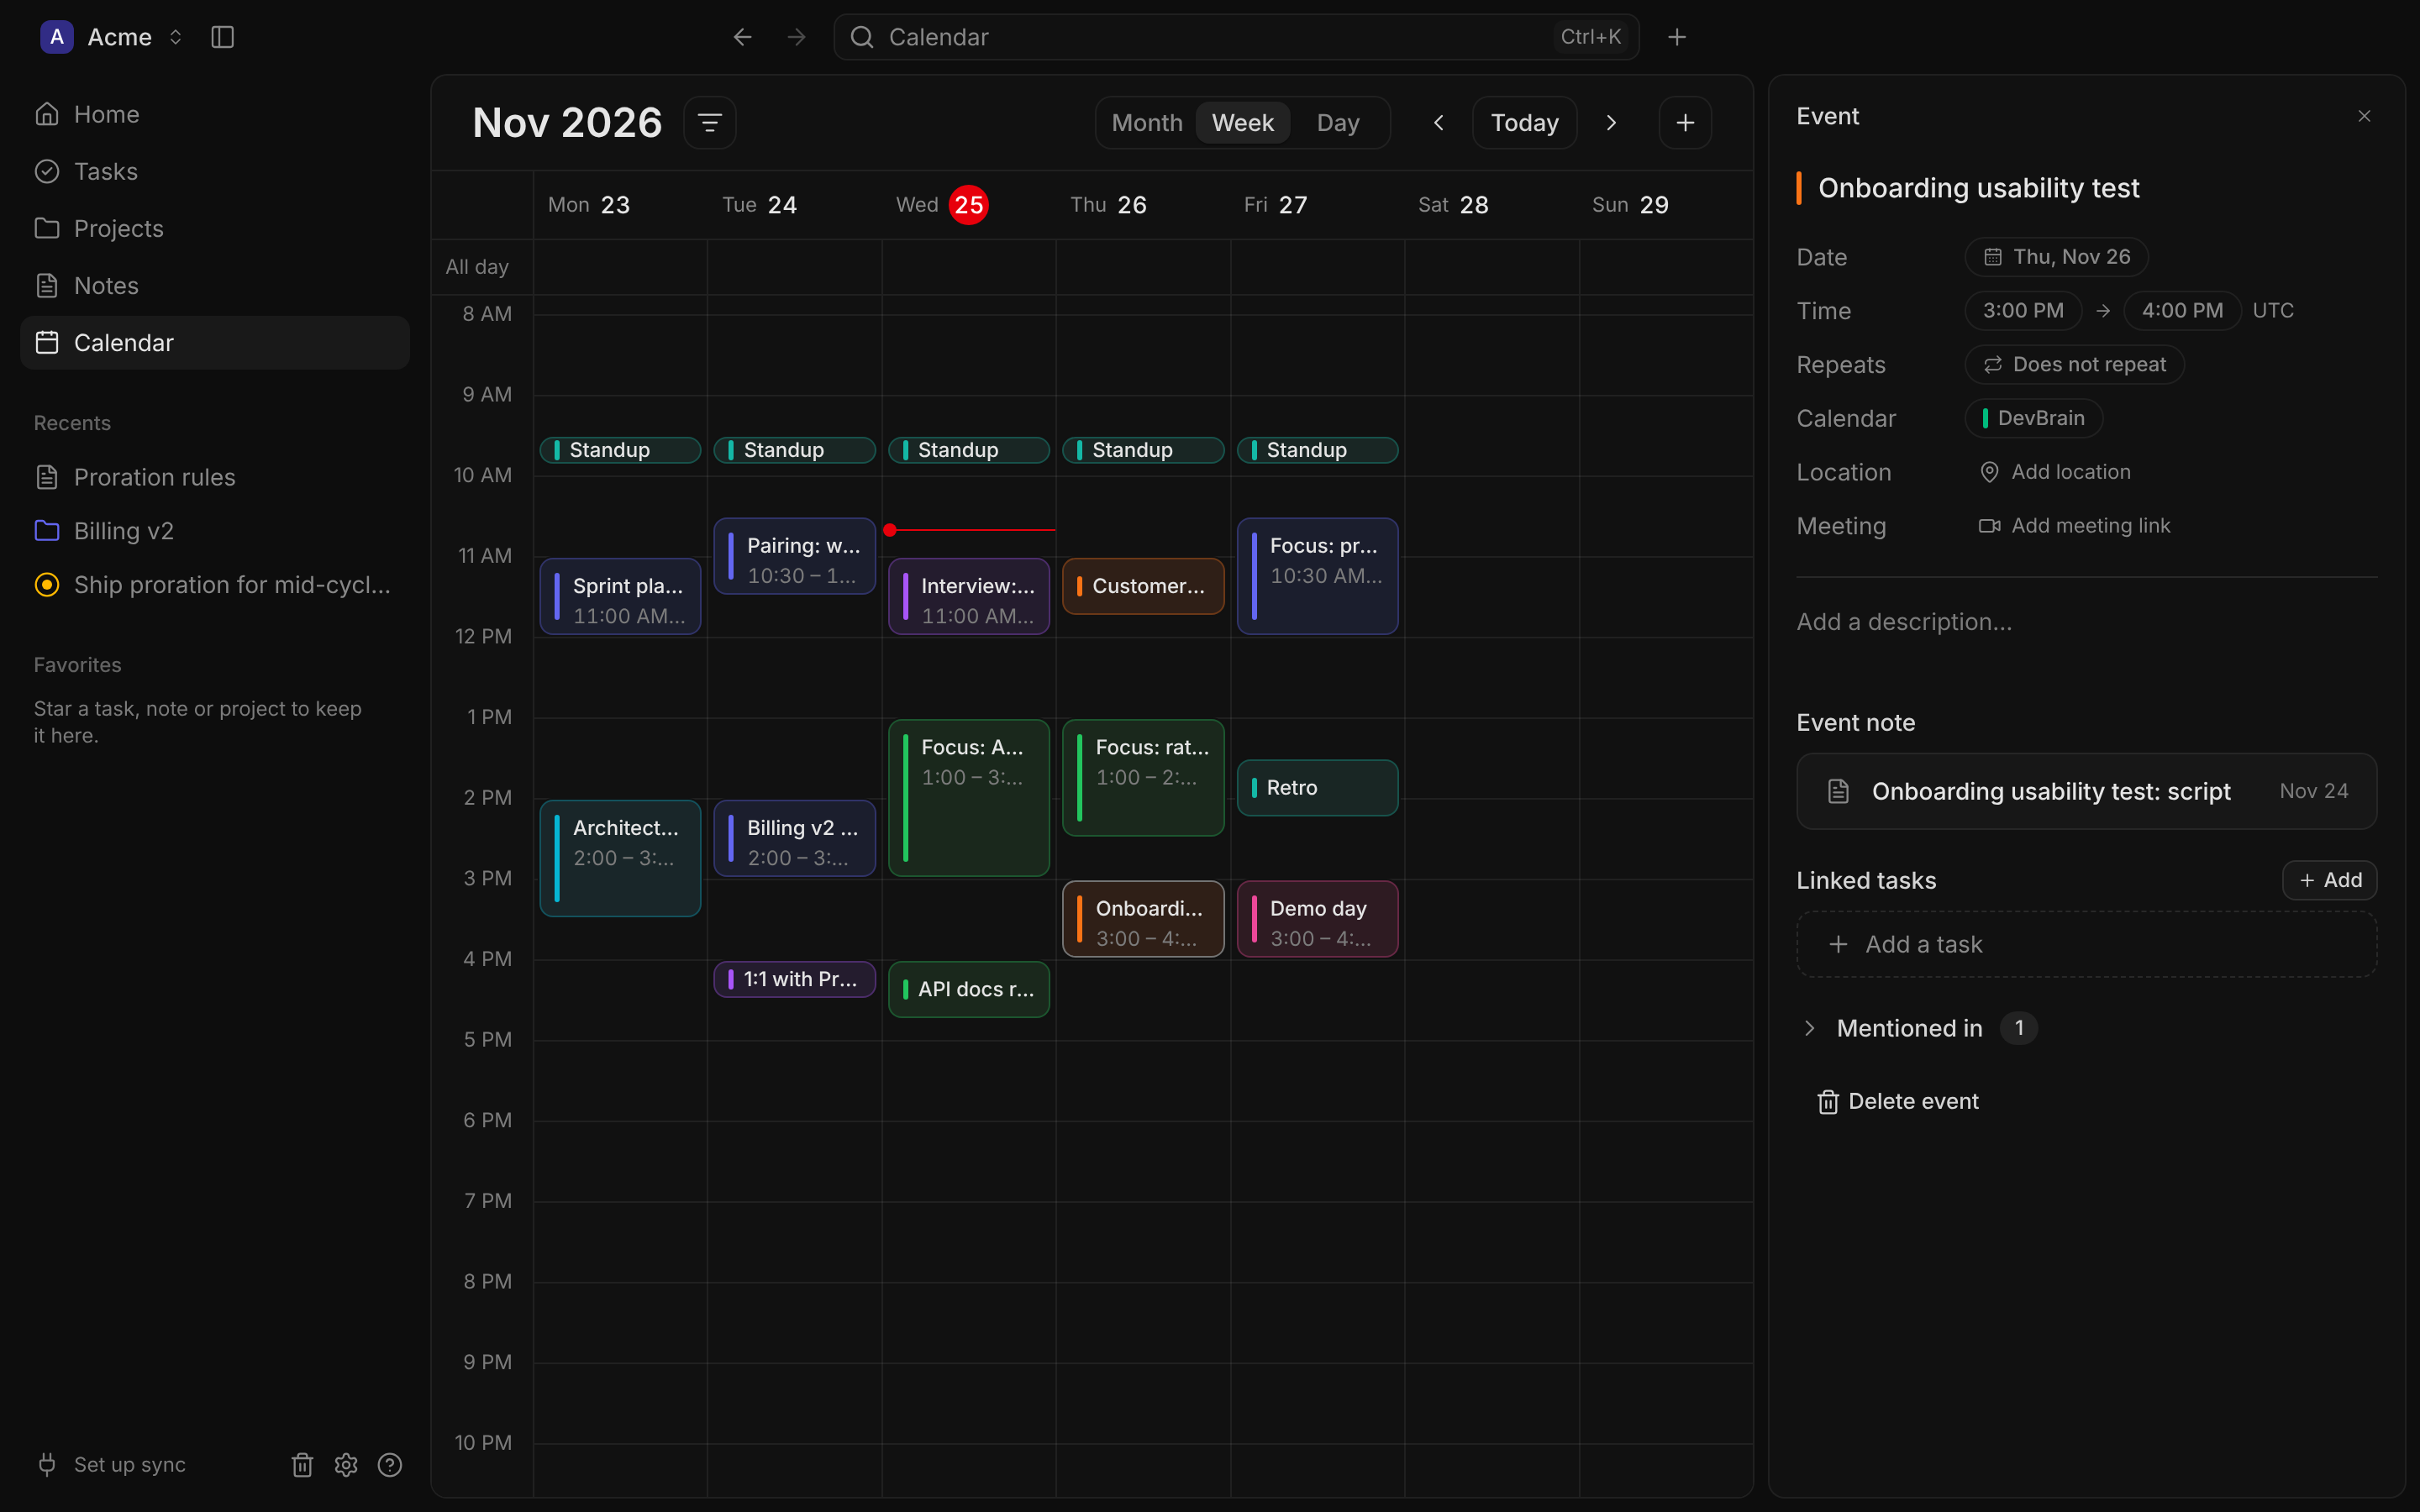 A Acme
Calendar
Ctrl+K
Home
Tasks
Projects
Notes
Calendar
Recents
Proration rules
Billing v2
Ship proration for mid-cycl...
Favorites
Star a task, note or project to keep
it here.
Set up sync
Nov 2026
Month Week Day
Today
Mon 23 Tue 24 Wed 25 Thu 26 Fri 27 Sat 28 Sun 29
All day
8 AM
9 AM
Standup Standup Standup Standup Standup
10 AM
Pairing: w... Focus: pr...
11 AM
10:30 – 1... 10:30 AM...
Sprint pla... Interview:... Customer...
11:00 AM... 11:00 AM...
12 PM
1 PM
Focus: A... Focus: rat...
1:00 – 3:... 1:00 – 2:...
Retro
2 PM
Architect... Billing v2 ...
2:00 – 3:... 2:00 – 3:...
3 PM
Onboardi... Demo day
3:00 – 4:... 3:00 – 4:...
4 PM
1:1 with Pr... API docs r...
5 PM
6 PM
7 PM
8 PM
9 PM
10 PM
Event
Onboarding usability test
Date Thu, Nov 26
Time 3:00 PM → 4:00 PM UTC
Repeats Does not repeat
Calendar DevBrain
Location Add location
Meeting Add meeting link
Add a description...
Event note
Onboarding usability test: script Nov 24
Linked tasks + Add
+ Add a task
Mentioned in 1
Delete event